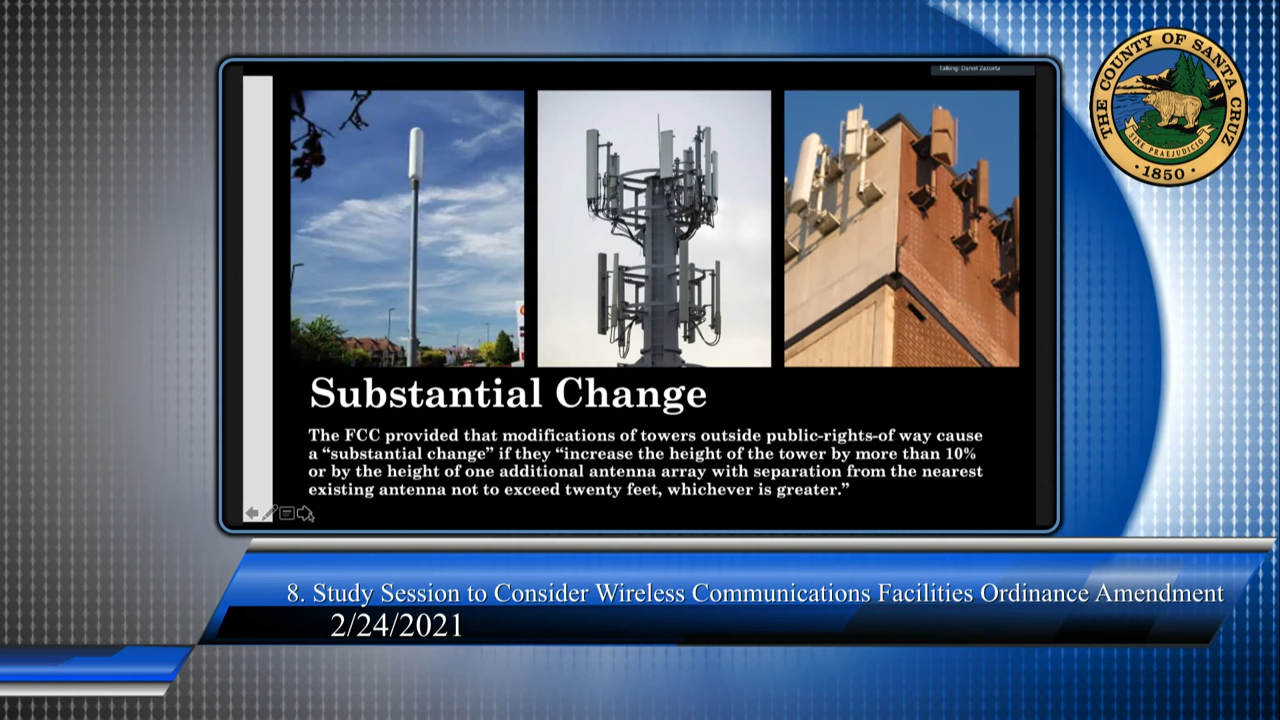 Talking: Daniel Zazueta
THE COUNTY OF SANTA CRUZ
SINE PRAEJUDICIO
• 1850 •
Substantial Change
The FCC provided that modifications of towers outside public-rights-of way cause
a “substantial change” if they “increase the height of the tower by more than 10%
or by the height of one additional antenna array with separation from the nearest
existing antenna not to exceed twenty feet, whichever is greater.”
8. Study Session to Consider Wireless Communications Facilities Ordinance Amendment
2/24/2021